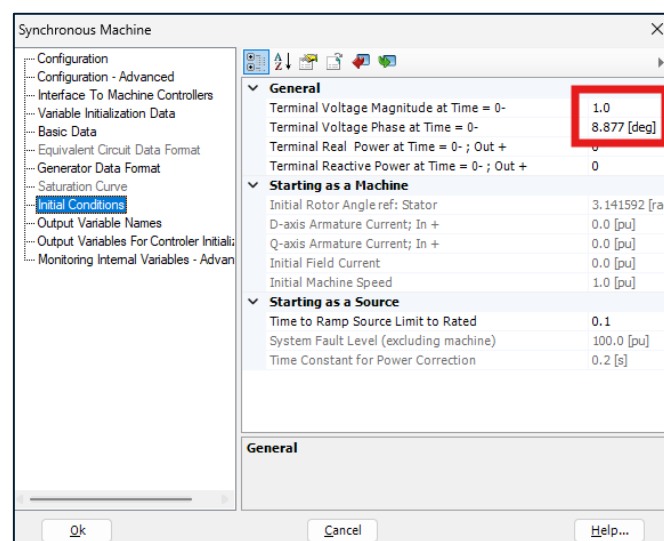 Synchronous Machine
Configuration
Configuration - Advanced
Interface To Machine Controllers
Variable Initialization Data
Basic Data
Equivalent Circuit Data Format
Generator Data Format
Saturation Curve
Initial Conditions
Output Variable Names
Output Variables For Controler Initializ
Monitoring Internal Variables - Advan
General
Terminal Voltage Magnitude at Time = 0- 1.0
Terminal Voltage Phase at Time = 0- 8.877 [deg]
Terminal Real Power at Time = 0- ; Out + 0
Terminal Reactive Power at Time = 0- ; Out + 0
Starting as a Machine
Initial Rotor Angle ref: Stator 3.141592 [ra
D-axis Armature Current; In + 0.0 [pu]
Q-axis Armature Current; In + 0.0 [pu]
Initial Field Current 0.0 [pu]
Initial Machine Speed 1.0 [pu]
Starting as a Source
Time to Ramp Source Limit to Rated 0.1
System Fault Level (excluding machine) 100.0 [pu]
Time Constant for Power Correction 0.2 [s]
General
Ok Cancel Help...